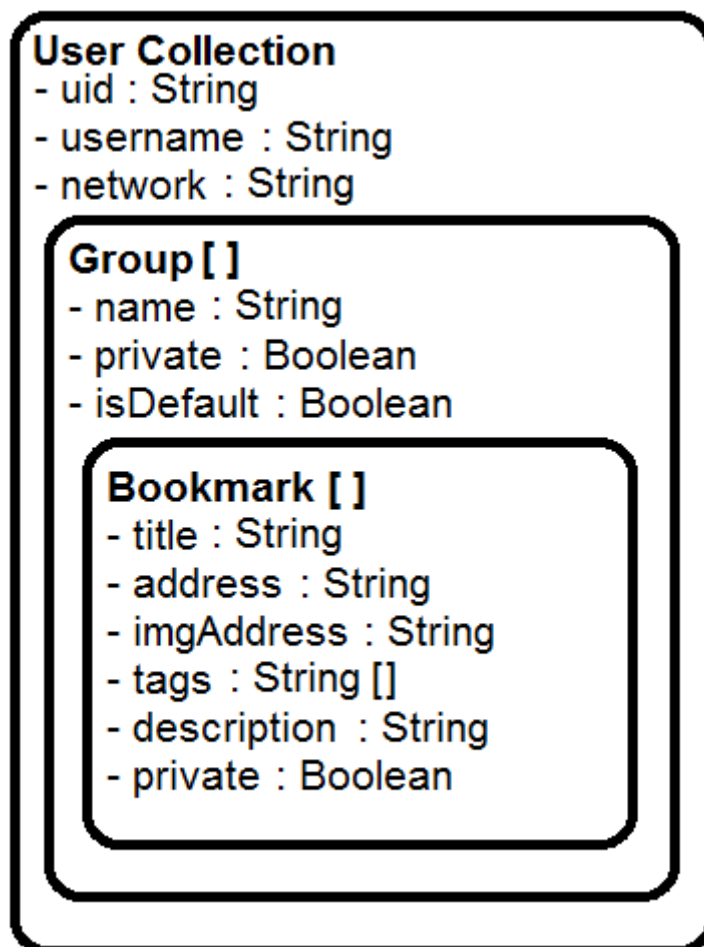 User Collection
- uid : String
- username : String
- network : String
Group [ ]
- name : String
- private : Boolean
- isDefault : Boolean
Bookmark [ ]
- title : String
- address : String
- imgAddress : String
- tags : String []
- description : String
- private : Boolean